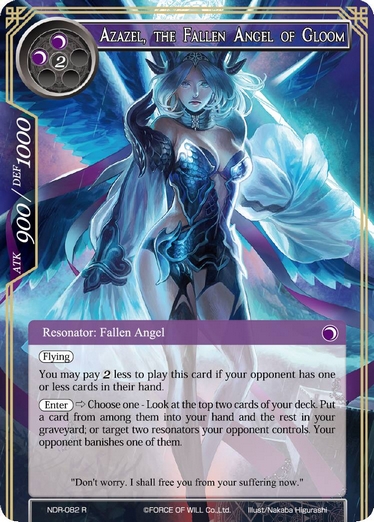 Azazel, the Fallen Angel of Gloom
2
ATK 900 / DEF 1000
Resonator: Fallen Angel
Flying
You may pay 2 less to play this card if your opponent has one
or less cards in their hand.
Enter ⇨ Choose one - Look at the top two cards of your deck. Put
a card from among them into your hand and the rest in your
graveyard; or target two resonators your opponent controls. Your
opponent banishes one of them.
"Don't worry. I shall free you from your suffering now."
NDR-082 R ©FORCE OF WILL Co.,Ltd. Illust/Nakaba Higurashi